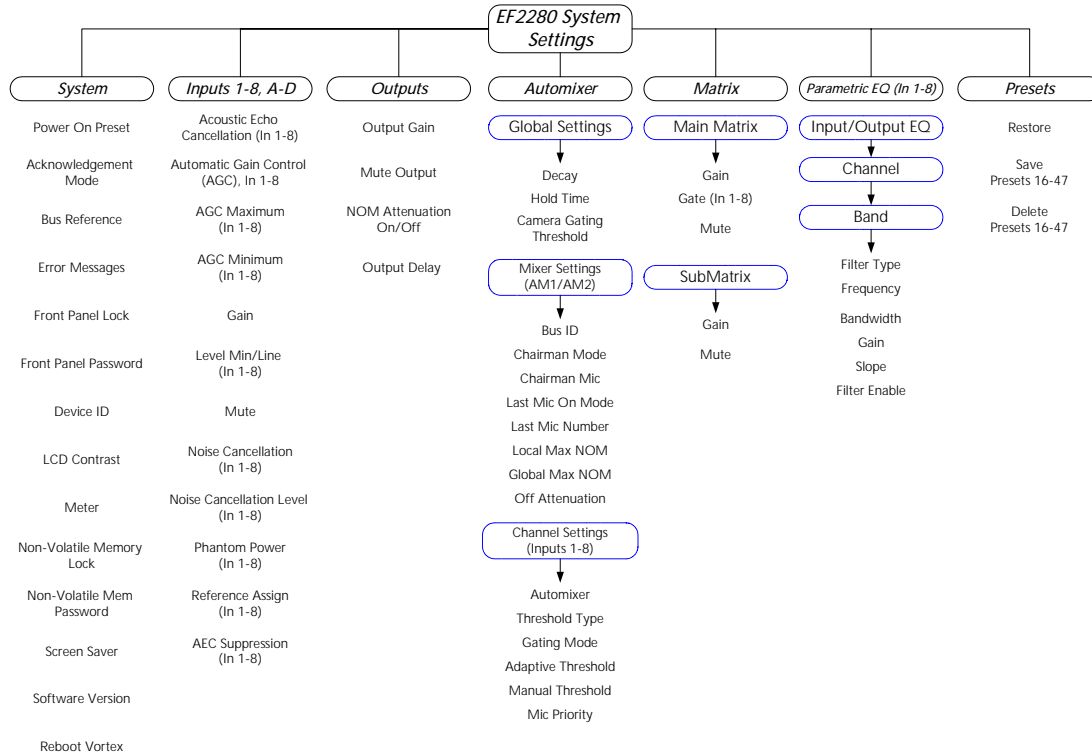 EF2280 System
Settings
System
Power On Preset
Acknowledgement
Mode
Bus Reference
Error Messages
Front Panel Lock
Front Panel Password
Device ID
LCD Contrast
Meter
Non-Volatile Memory
Lock
Non-Volatile Mem
Password
Screen Saver
Software Version
Reboot Vortex
Inputs 1-8, A-D
Acoustic Echo
Cancellation (In 1-8)
Automatic Gain Control
(AGC), In 1-8
AGC Maximum
(In 1-8)
AGC Minimum
(In 1-8)
Gain
Level Min/Line
(In 1-8)
Mute
Noise Cancellation
(In 1-8)
Noise Cancellation Level
(In 1-8)
Phantom Power
(In 1-8)
Reference Assign
(In 1-8)
AEC Suppression
(In 1-8)
Outputs
Output Gain
Mute Output
NOM Attenuation
On/Off
Output Delay
Automixer
Global Settings
Decay
Hold Time
Camera Gating
Threshold
Mixer Settings
(AM1/AM2)
Bus ID
Chairman Mode
Chairman Mic
Last Mic On Mode
Last Mic Number
Local Max NOM
Global Max NOM
Off Attenuation
Channel Settings
(Inputs 1-8)
Automixer
Threshold Type
Gating Mode
Adaptive Threshold
Manual Threshold
Mic Priority
Matrix
Main Matrix
Gain
Gate (In 1-8)
Mute
SubMatrix
Gain
Mute
Parametric EQ (In 1-8)
Input/Output EQ
Channel
Band
Filter Type
Frequency
Bandwidth
Gain
Slope
Filter Enable
Presets
Restore
Save
Presets 16-47
Delete
Presets 16-47